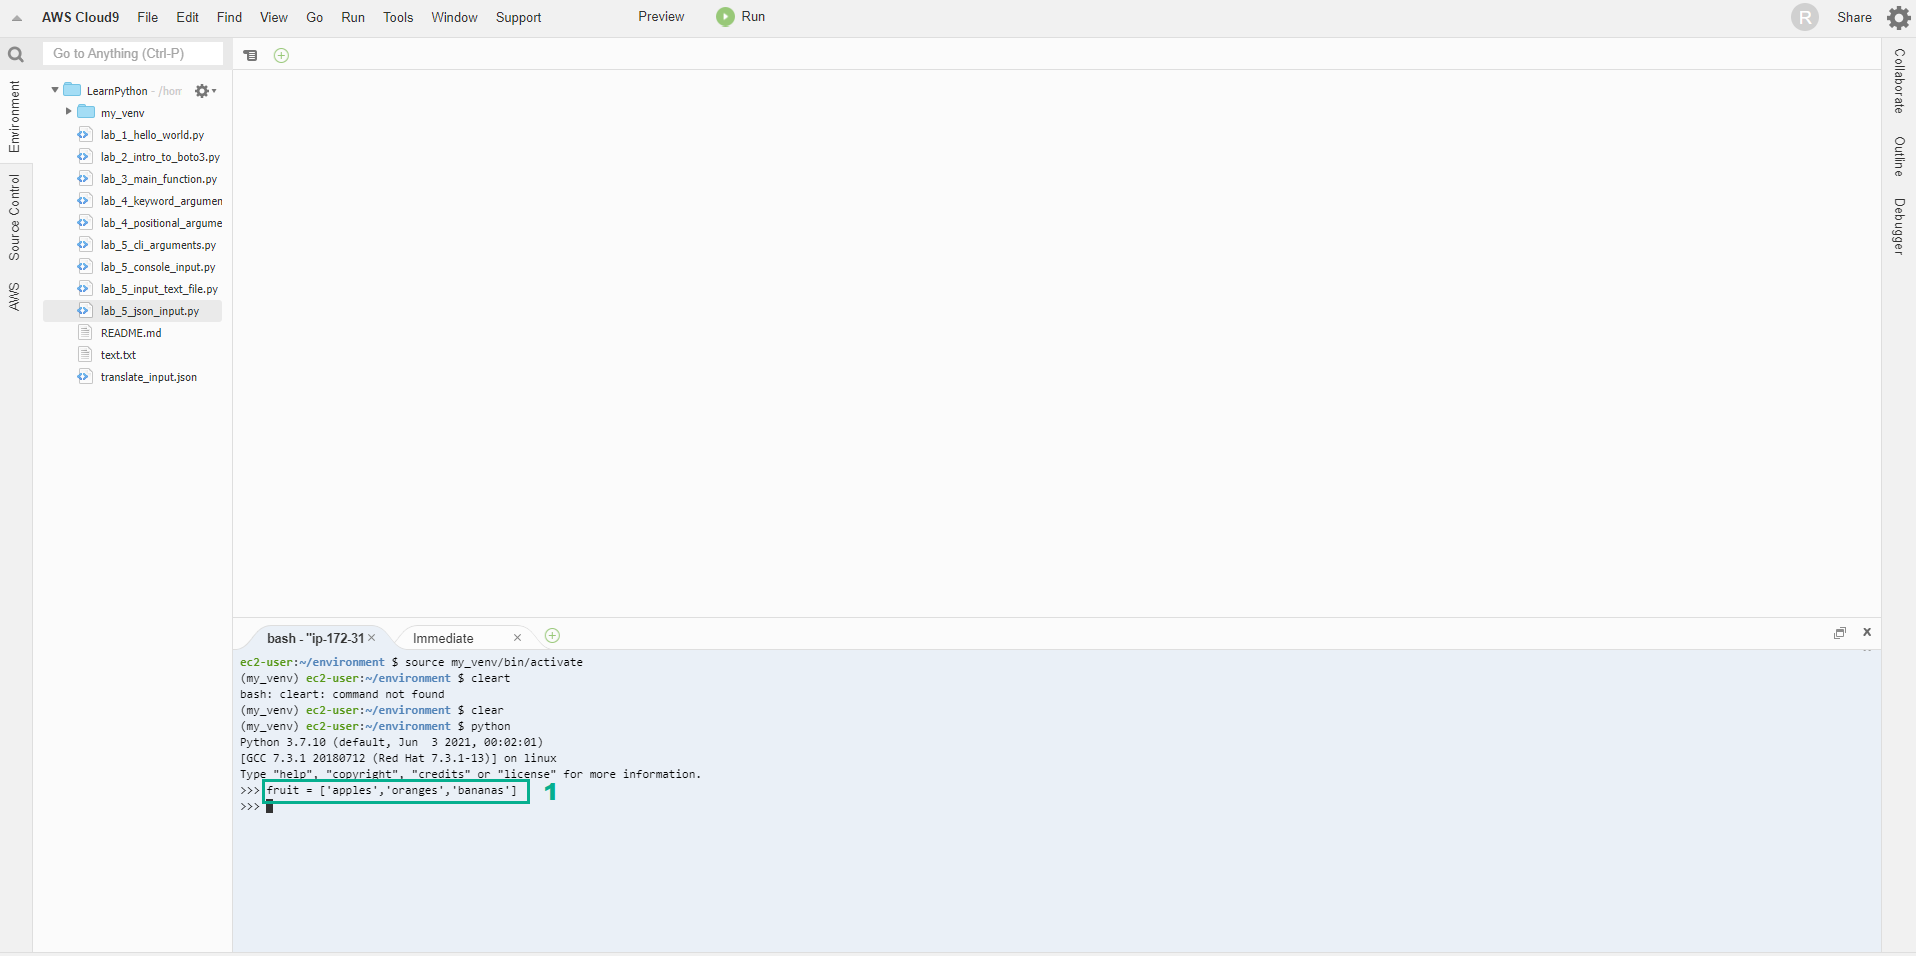 AWS Cloud9 File Edit Find View Go Run Tools Window Support Preview Run R Share
Go to Anything (Ctrl-P)
Environment
Source Control
AWS
LearnPython - /hom
my_venv
lab_1_hello_world.py
lab_2_intro_to_boto3.py
lab_3_main_function.py
lab_4_keyword_argumen
lab_4_positional_argume
lab_5_cli_arguments.py
lab_5_console_input.py
lab_5_input_text_file.py
lab_5_json_input.py
README.md
text.txt
translate_input.json
Collaborate
Outline
Debugger
bash - "ip-172-31 Immediate
ec2-user:~/environment $ source my_venv/bin/activate
(my_venv) ec2-user:~/environment $ cleart
bash: cleart: command not found
(my_venv) ec2-user:~/environment $ clear
(my_venv) ec2-user:~/environment $ python
Python 3.7.10 (default, Jun  3 2021, 00:02:01)
[GCC 7.3.1 20180712 (Red Hat 7.3.1-13)] on linux
Type "help", "copyright", "credits" or "license" for more information.
>>> fruit = ['apples','oranges','bananas'] 1
>>>